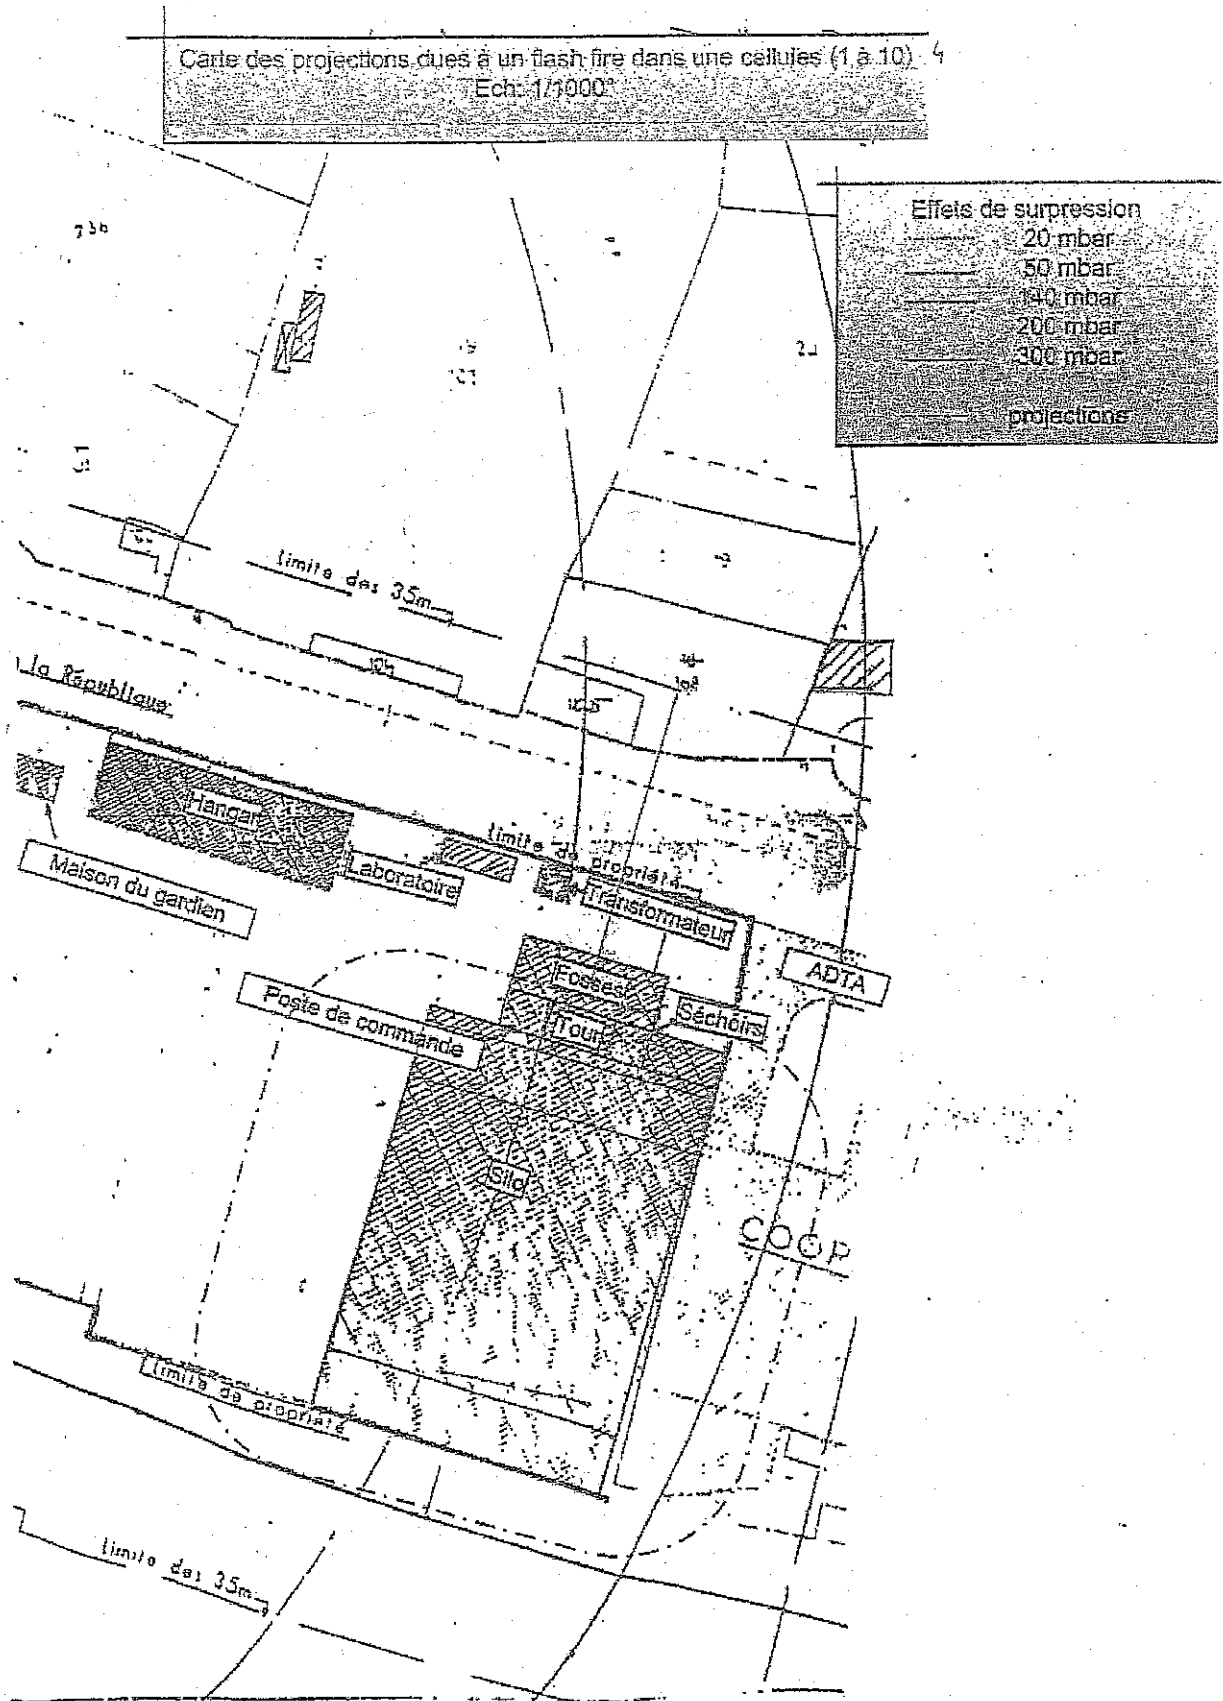 Carte des projections dues à un flash fire dans une cellules (1 à 10) 4
Ech: 1/1000°
Effets de surpression
20 mbar
50 mbar
140 mbar
200 mbar
300 mbar
projections
73b
limite des 35m
104
la République
Hangar
Maison du gardien
Laboratoire
limite de propriété
Transformateur
ADTA
Fosses
Séchoirs
Poste de commande
Tour
Silo
COOP
limite de propriété
limite des 35m